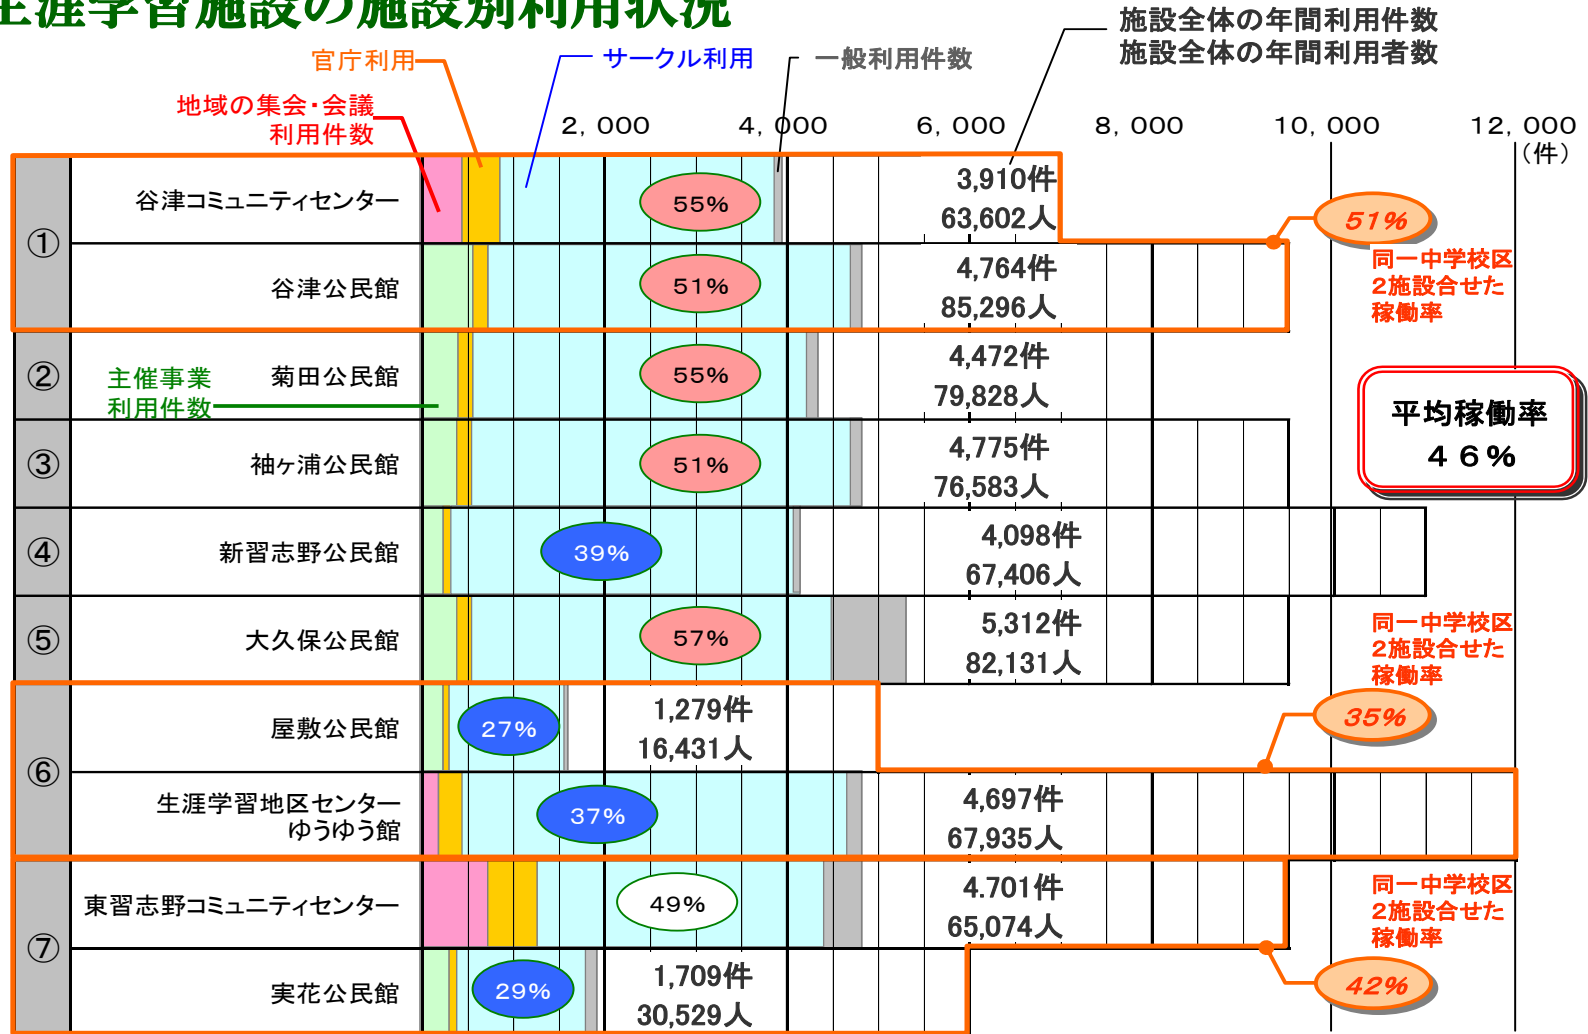 生涯学習施設の施設別利用状況
施設全体の年間利用件数
施設全体の年間利用者数
官庁利用
サークル利用
一般利用件数
地域の集会・会議
利用件数
2,000
4,000
6,000
8,000
10,000
12,000
（件）
①
谷津コミュニティセンター
55%
3,910件
63,602人
51%
谷津公民館
51%
4,764件
85,296人
同一中学校区
2施設合せた
稼働率
②
主催事業
利用件数
菊田公民館
55%
4,472件
79,828人
平均稼働率
46%
③
袖ヶ浦公民館
51%
4,775件
76,583人
④
新習志野公民館
39%
4,098件
67,406人
⑤
大久保公民館
57%
5,312件
82,131人
同一中学校区
2施設合せた
稼働率
⑥
屋敷公民館
27%
1,279件
16,431人
35%
生涯学習地区センター
ゆうゆう館
37%
4,697件
67,935人
⑦
東習志野コミュニティセンター
49%
4.701件
65,074人
同一中学校区
2施設合せた
稼働率
実花公民館
29%
1,709件
30,529人
42%